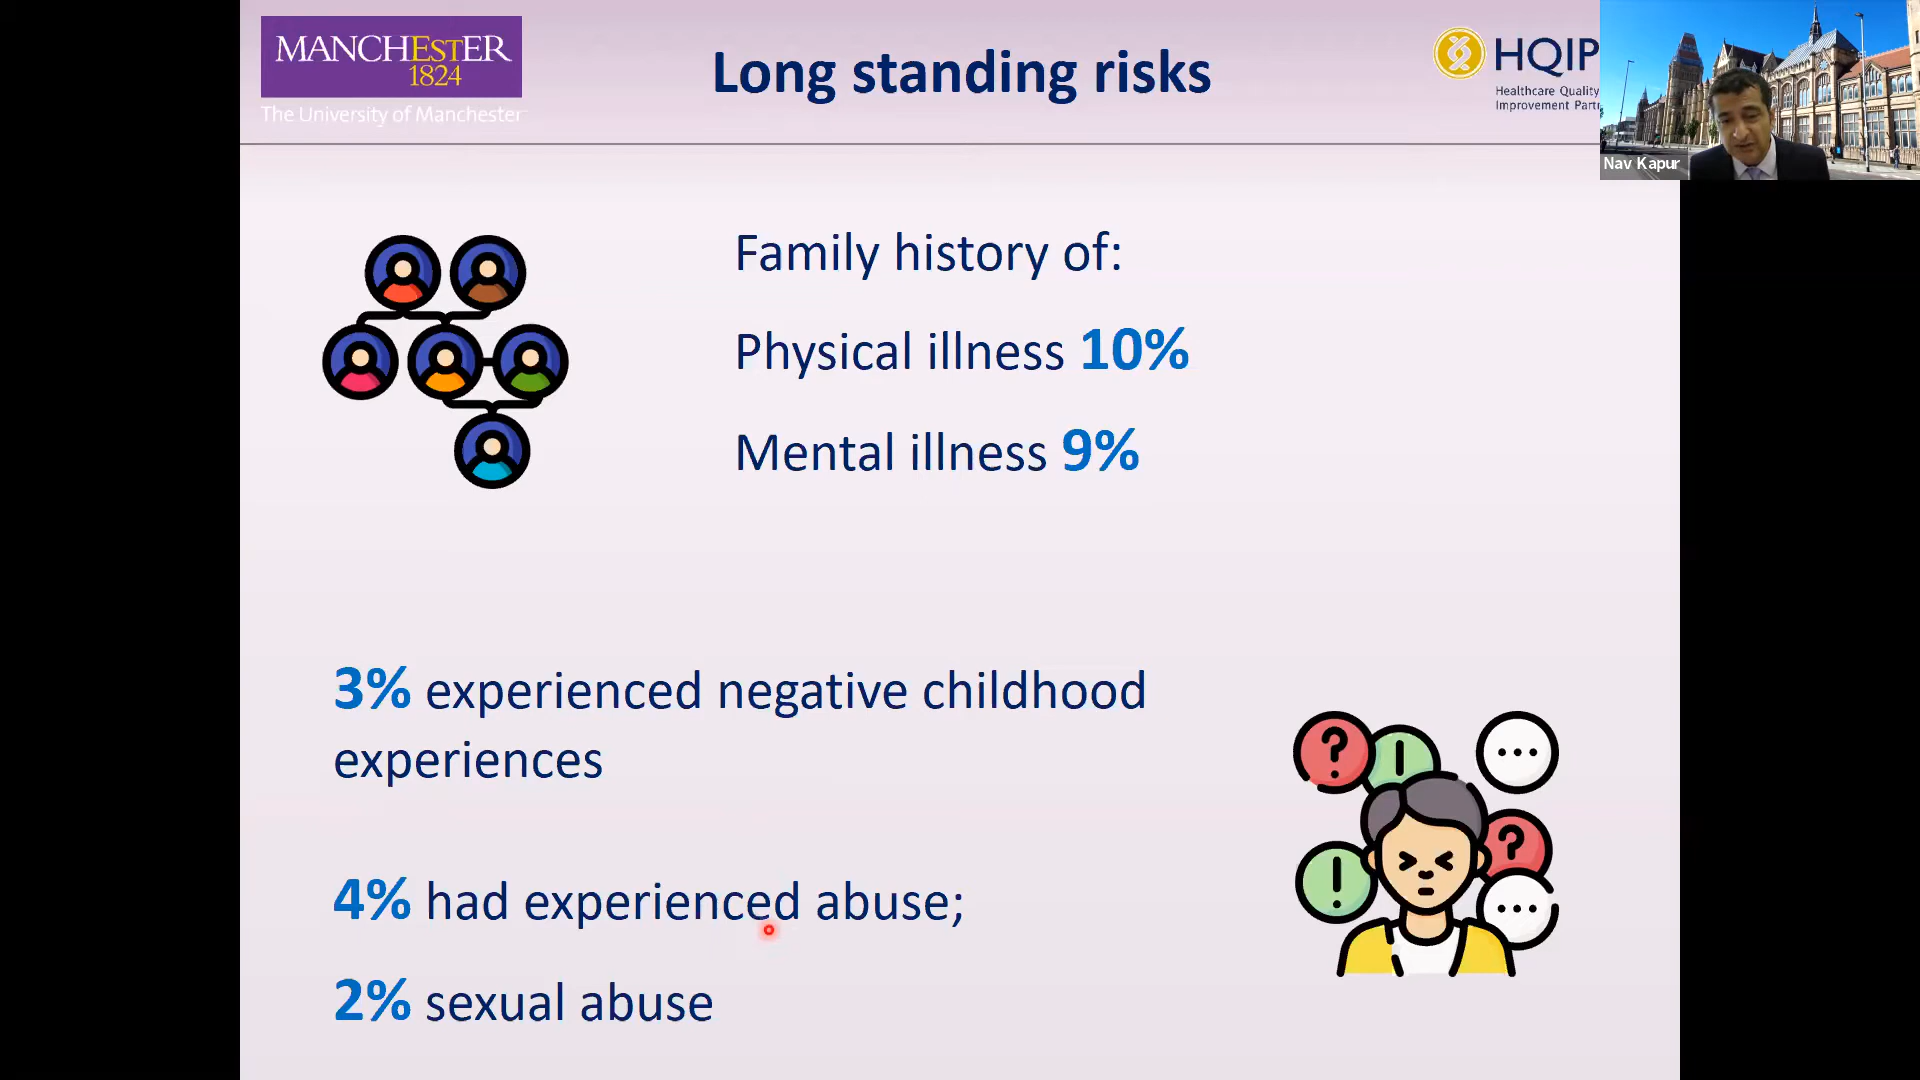 MANCHESTER
1824
The University of Manchester
Long standing risks
HQIP
Healthcare Quality
Improvement
Nav Kapur
Family history of:
Physical illness 10%
Mental illness 9%
3% experienced negative childhood
experiences
4% had experienced abuse;
2% sexual abuse
? ! ...
?
! ...